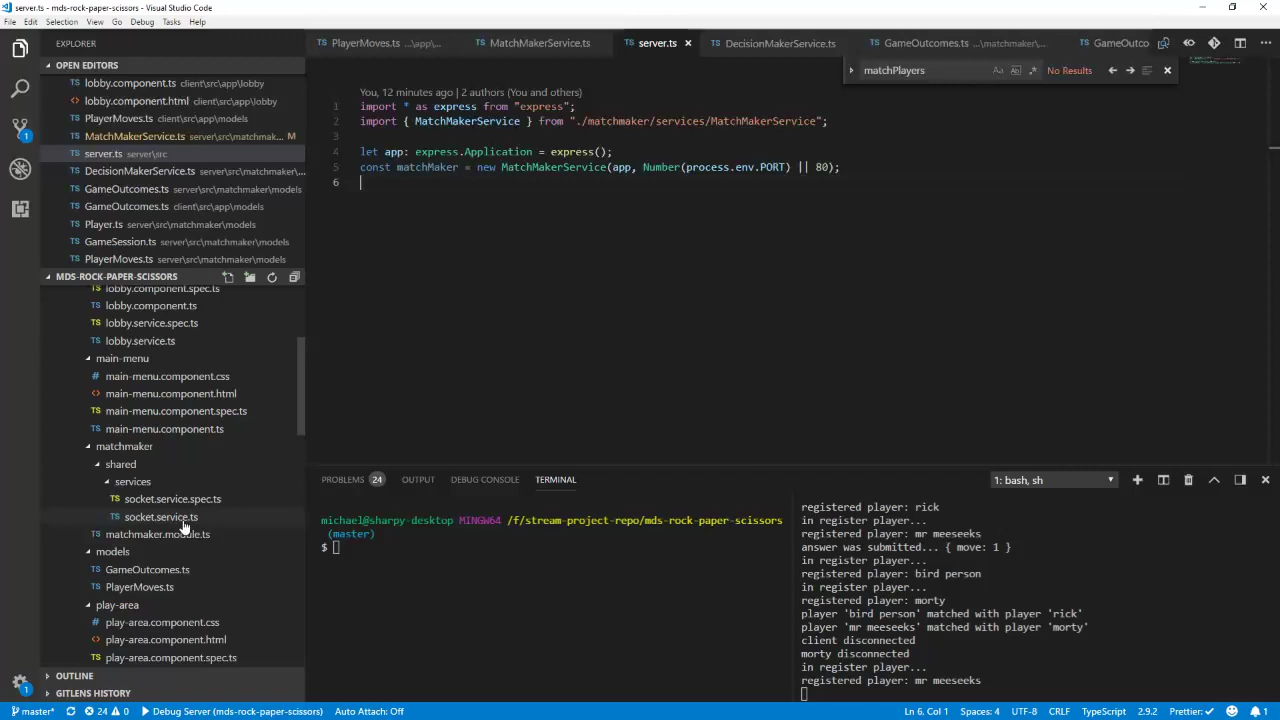 server.ts - mds-rock-paper-scissors - Visual Studio Code
File Edit Selection View Go Debug Tasks Help
EXPLORER
OPEN EDITORS
lobby.component.ts client\src\app\lobby
lobby.component.html client\src\app\lobby
PlayerMoves.ts client\src\app\models
MatchMakerService.ts server\src\matchmak... M
server.ts server\src
DecisionMakerService.ts server\src\matchmaker\...
GameOutcomes.ts server\src\matchmaker\models
GameOutcomes.ts client\src\app\models
Player.ts server\src\matchmaker\models
GameSession.ts server\src\matchmaker\models
PlayerMoves.ts server\src\matchmaker\models
MDS-ROCK-PAPER-SCISSORS
lobby.component.spec.ts
lobby.component.ts
lobby.service.spec.ts
lobby.service.ts
main-menu
main-menu.component.css
main-menu.component.html
main-menu.component.spec.ts
main-menu.component.ts
matchmaker
shared
services
socket.service.spec.ts
socket.service.ts
matchmaker.module.ts
models
GameOutcomes.ts
PlayerMoves.ts
play-area
play-area.component.css
play-area.component.html
play-area.component.spec.ts
OUTLINE
GITLENS HISTORY
PlayerMoves.ts ...\app\... MatchMakerService.ts server.ts DecisionMakerService.ts GameOutcomes.ts ...\matchmaker\... GameOutco
matchPlayers Aa Abl .* No Results
You, 12 minutes ago | 2 authors (You and others)
1 import * as express from "express";
2 import { MatchMakerService } from "./matchmaker/services/MatchMakerService";
3
4 let app: express.Application = express();
5 const matchMaker = new MatchMakerService(app, Number(process.env.PORT) || 80);
6
PROBLEMS 24 OUTPUT DEBUG CONSOLE TERMINAL 1: bash, sh
michael@sharpy-desktop MINGW64 /f/stream-project-repo/mds-rock-paper-scissors
(master)
$
registered player: rick
in register player...
registered player: mr meeseeks
answer was submitted... { move: 1 }
in register player...
registered player: bird person
in register player...
registered player: morty
player 'bird person' matched with player 'rick'
player 'mr meeseeks' matched with player 'morty'
client disconnected
morty disconnected
in register player...
registered player: mr meeseeks
master* 24 0 Debug Server (mds-rock-paper-scissors) Auto Attach: Off Ln 6, Col 1 Spaces: 4 UTF-8 CRLF TypeScript 2.9.2 Prettier: ✓ 1